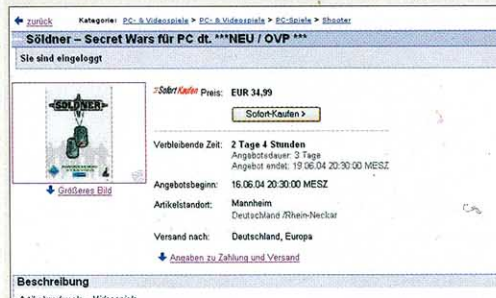 zurück Kategorie: PC- & Videospiele > PC- & Videospiele > PC-Spiele > Shooter
Söldner – Secret Wars für PC dt. ***NEU / OVP ***
Sie sind eingeloggt
Sofort Kaufen Preis: EUR 34,99
Sofort-Kaufen >
SÖLDNER
Größeres Bild
Verbleibende Zeit: 2 Tage 4 Stunden
Angebotsdauer: 3 Tage
Angebot endet: 19.06.04 20:30:00 MESZ
Angebotsbeginn: 16.06.04 20:30:00 MESZ
Artikelstandort: Mannheim
Deutschland /Rhein-Neckar
Versand nach: Deutschland, Europa
Angaben zu Zahlung und Versand
Beschreibung